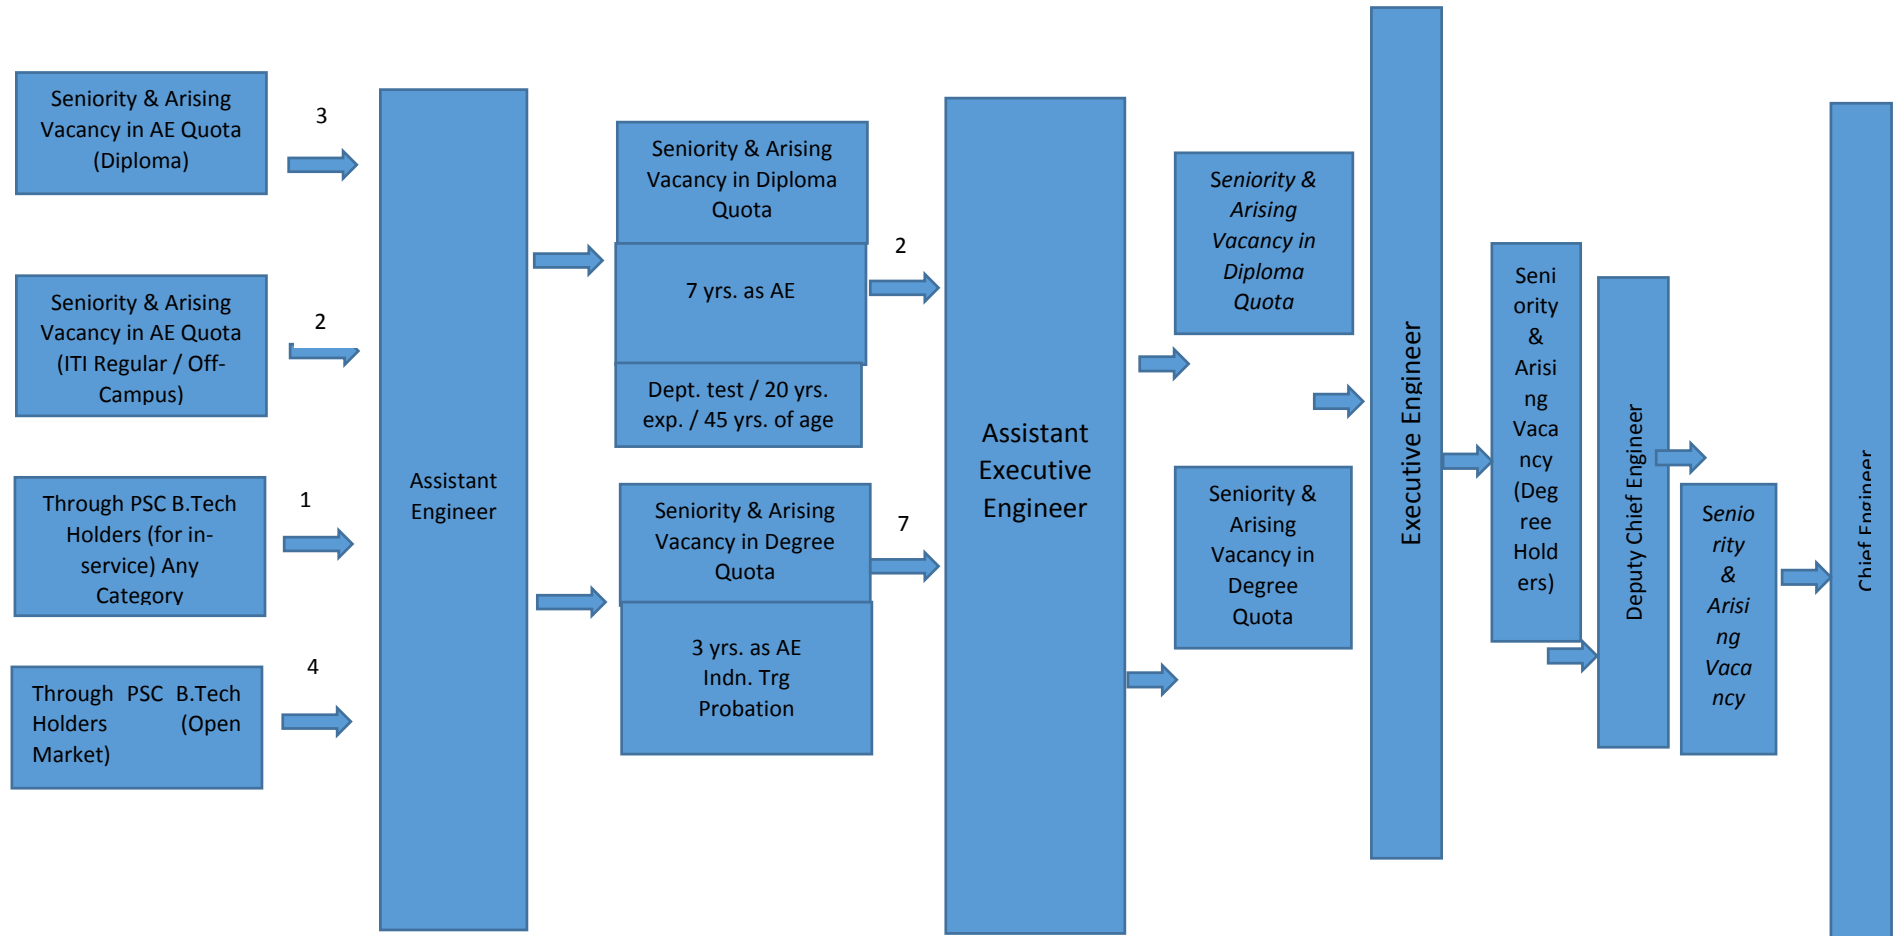 Seniority & Arising
Vacancy in AE Quota
(Diploma)
3
Seniority & Arising
Vacancy in AE Quota
(ITI Regular / Off-
Campus)
2
Through PSC B.Tech
Holders (for in-
service) Any
Category
1
Through PSC B.Tech
Holders (Open
Market)
4
Assistant
Engineer
Seniority & Arising
Vacancy in Diploma
Quota
7 yrs. as AE
Dept. test / 20 yrs.
exp. / 45 yrs. of age
2
Seniority & Arising
Vacancy in Degree
Quota
3 yrs. as AE
Indn. Trg
Probation
7
Assistant
Executive
Engineer
Seniority &
Arising
Vacancy in
Diploma
Quota
Seniority &
Arising
Vacancy in
Degree
Quota
Executive Engineer
Seni
ority
&
Arisi
ng
Vaca
ncy
(Deg
ree
Hold
ers)
Deputy Chief Engineer
Senio
rity
&
Arisi
ng
Vaca
ncy
Chief Engineer